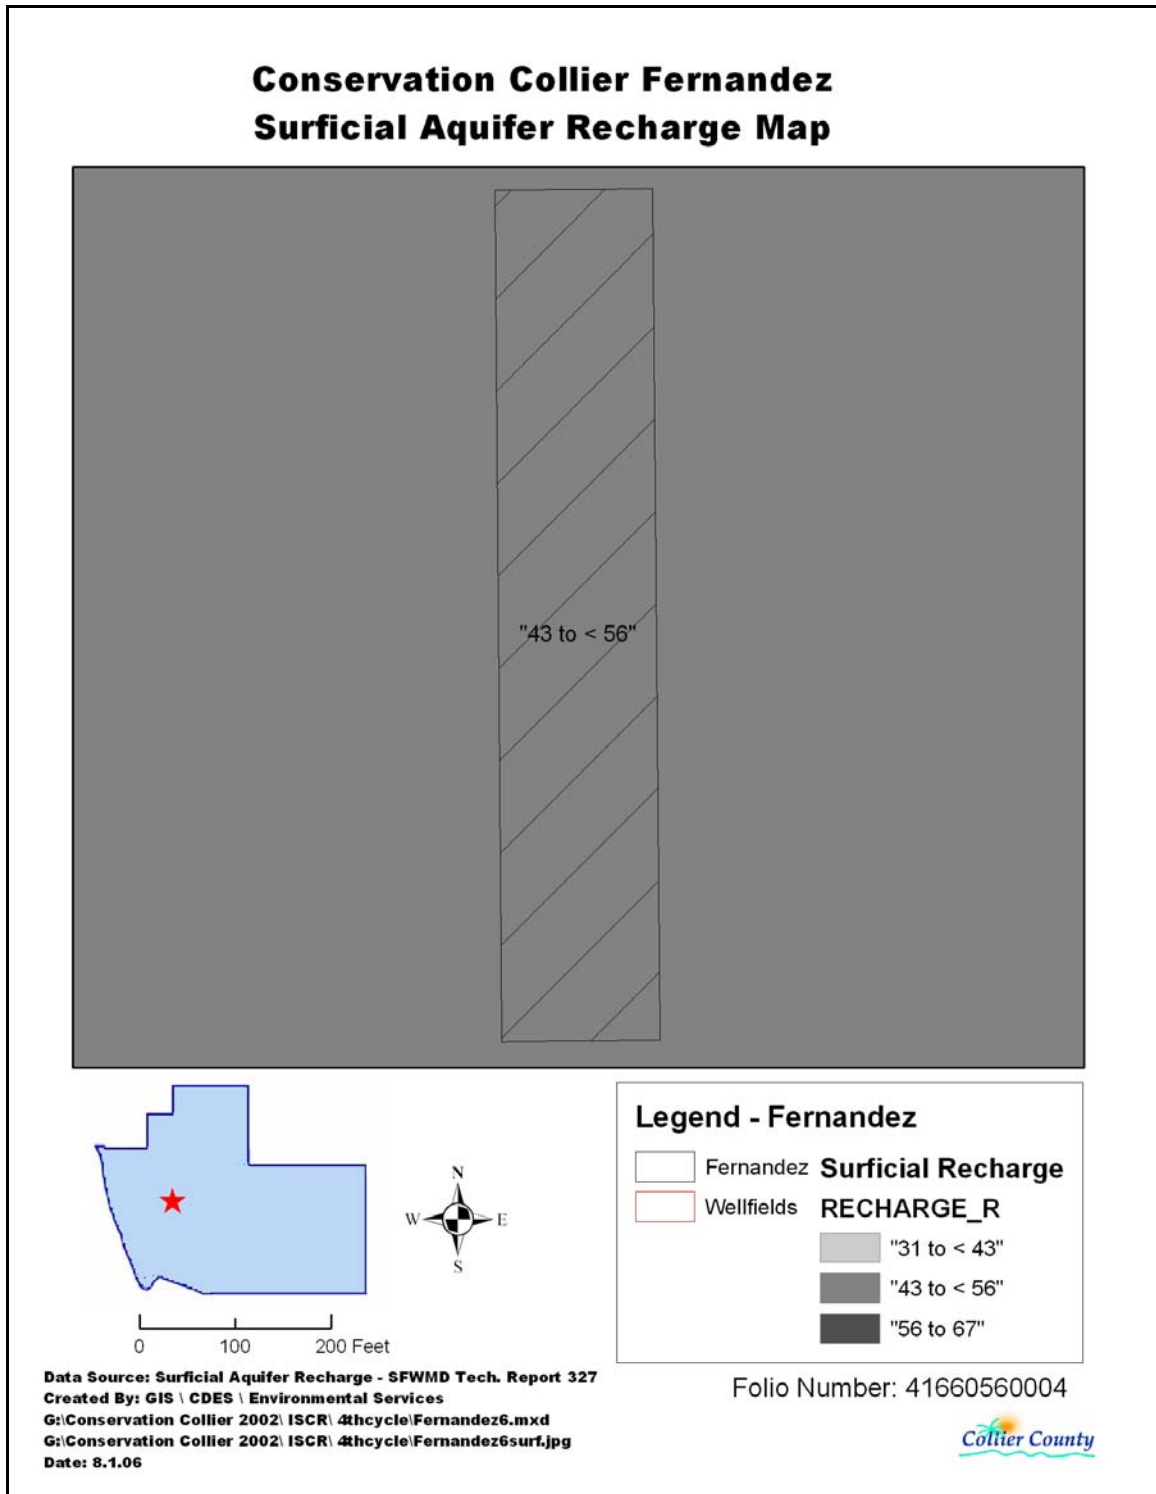 Conservation Collier Fernandez
Surficial Aquifer Recharge Map
"43 to < 56"
N
W E
S
0 100 200 Feet
Legend - Fernandez
Fernandez
Wellfields
Surficial Recharge
RECHARGE_R
"31 to < 43"
"43 to < 56"
"56 to 67"
Data Source: Surficial Aquifer Recharge - SFWMD Tech. Report 327
Created By: GIS \ CDES \ Environmental Services
G:\Conservation Collier 2002\ ISCR\ 4thcycle\Fernandez6.mxd
G:\Conservation Collier 2002\ ISCR\ 4thcycle\Fernandez6surf.jpg
Date: 8.1.06
Folio Number: 41660560004
Collier County